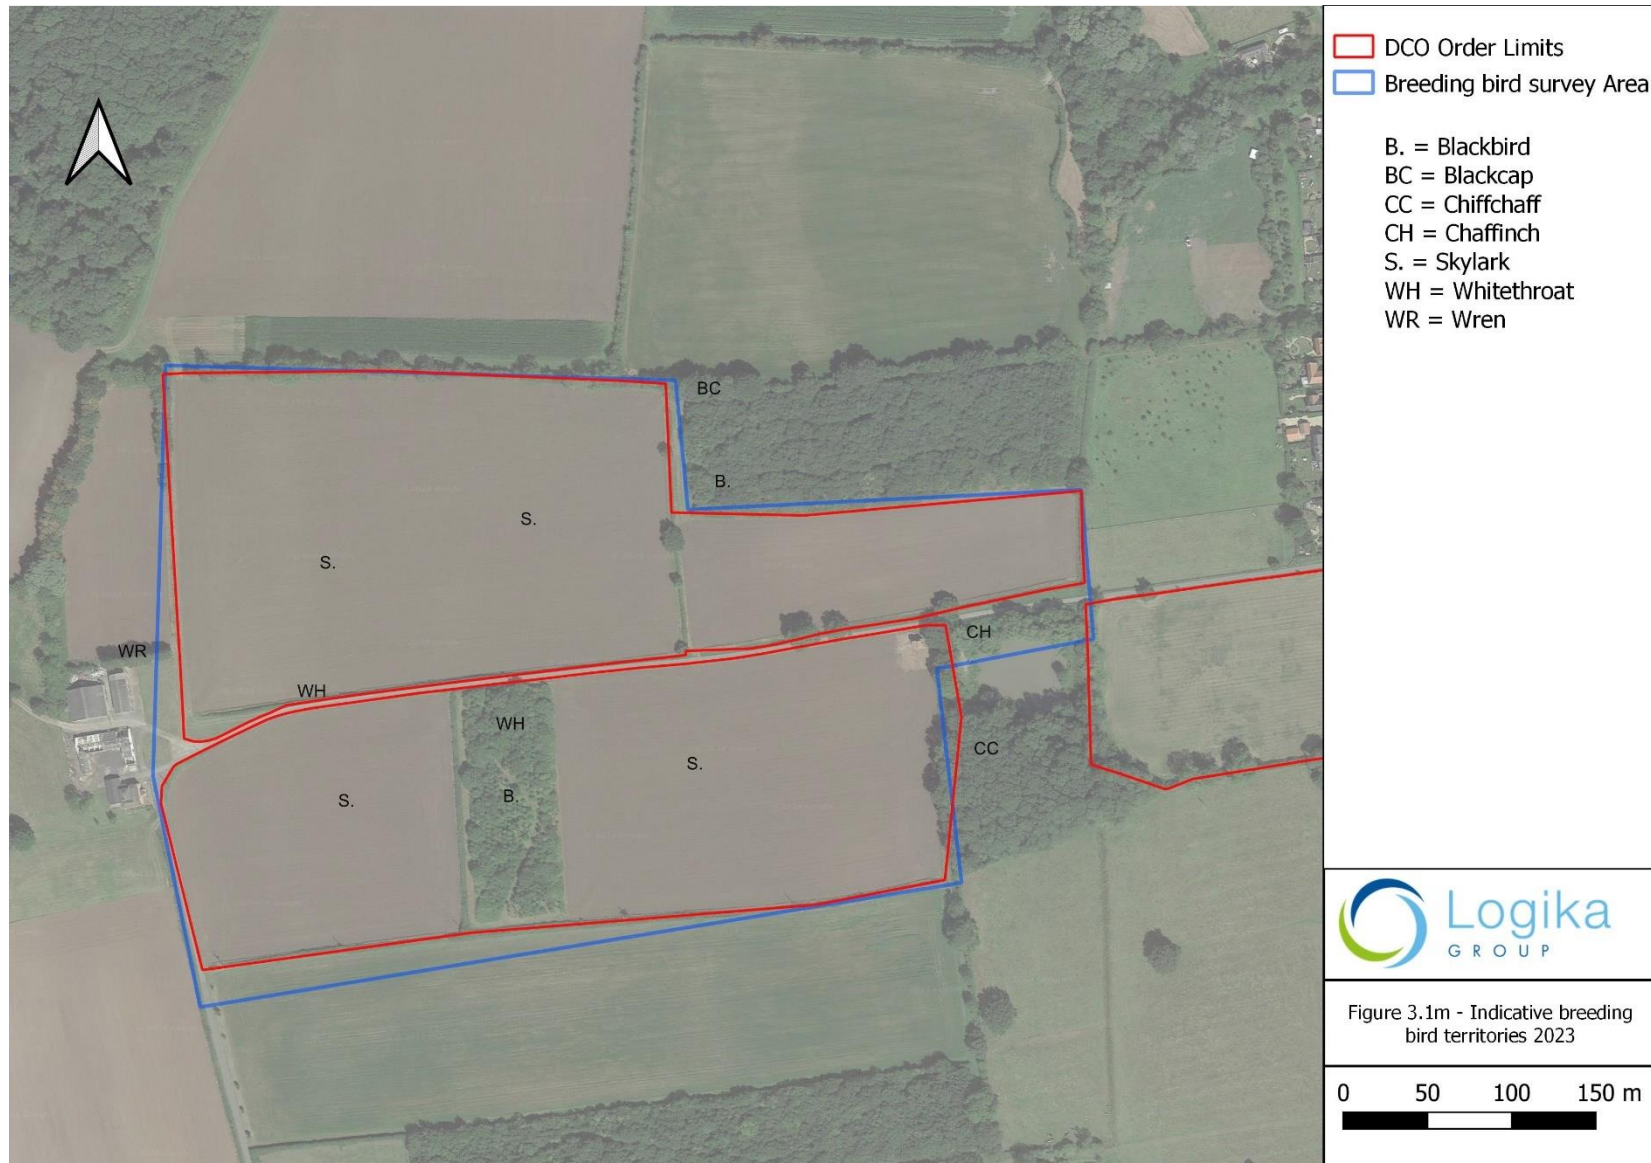 DCO Order Limits
Breeding bird survey Area
B. = Blackbird
BC = Blackcap
CC = Chiffchaff
CH = Chaffinch
S. = Skylark
WH = Whitethroat
WR = Wren
BC
B.
S.
S.
CH
WR
WH
WH
CC
S.
S.
B.
Logika
GROUP
Figure 3.1m - Indicative breeding
bird territories 2023
0 50 100 150 m